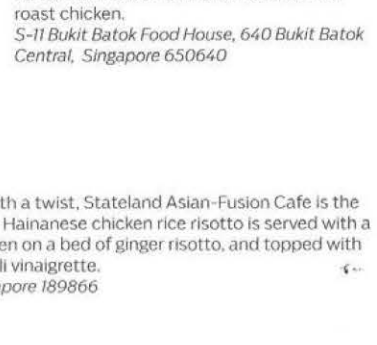 roast chicken.
S-11 Bukit Batok Food House, 640 Bukit Batok
Central, Singapore 650640
th a twist, Stateland Asian-Fusion Cafe is the
Hainanese chicken rice risotto is served with a
en on a bed of ginger risotto, and topped with
li vinaigrette.
pore 189866